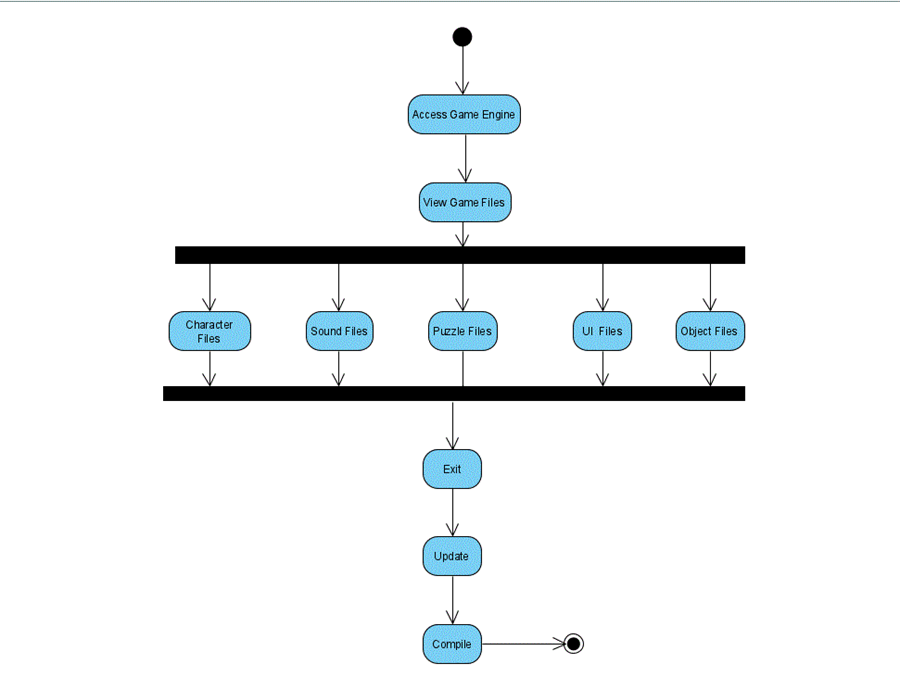 Access Game Engine
View Game Files
Character
Files
Sound Files
Puzzle Files
UI Files
Object Files
Exit
Update
Compile